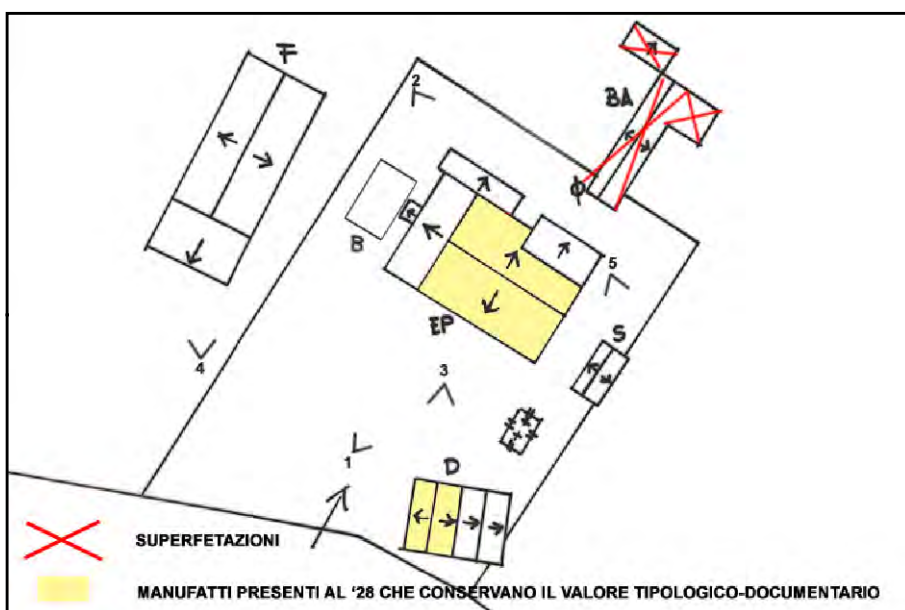 F
2
BA
B
5
EP
S
4
3
1
D
SUPERFETAZIONI
MANUFATTI PRESENTI AL '28 CHE CONSERVANO IL VALORE TIPOLOGICO-DOCUMENTARIO